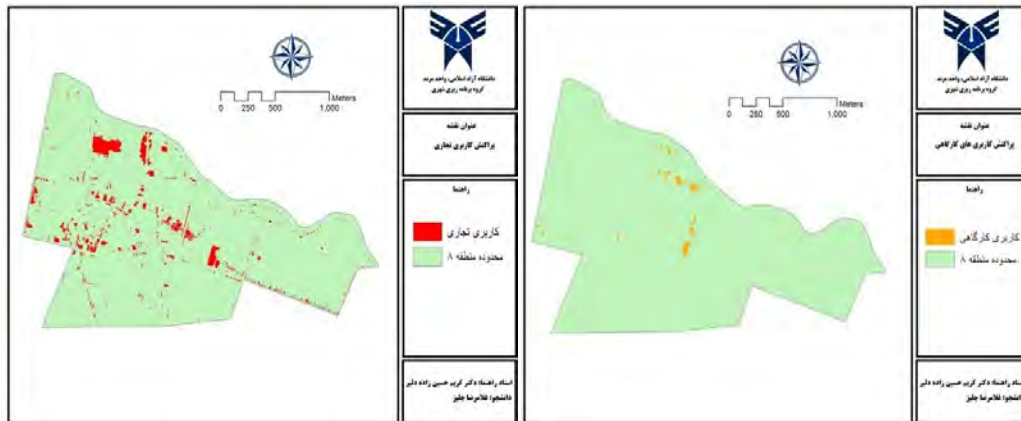 Meters
0 250 500 1,000
دانشگاه آزاد اسلامی، واحد مرند
گروه برنامه ریزی شهری
عنوان نقشه
پراکنش کاربری تجاری
راهنما
کاربری تجاری
محدوده منطقه ۸
استاد راهنما: دکتر کریم حسین زاده دلیر
دانشجو: غلامرضا چلیز
Meters
0 250 500 1,000
دانشگاه آزاد اسلامی، واحد مرند
گروه برنامه ریزی شهری
عنوان نقشه
پراکنش کاربری های کارگاهی
راهنما
کاربری کارگاهی
محدوده منطقه ۸
استاد راهنما: دکتر کریم حسین زاده دلیر
دانشجو: غلامرضا چلیز